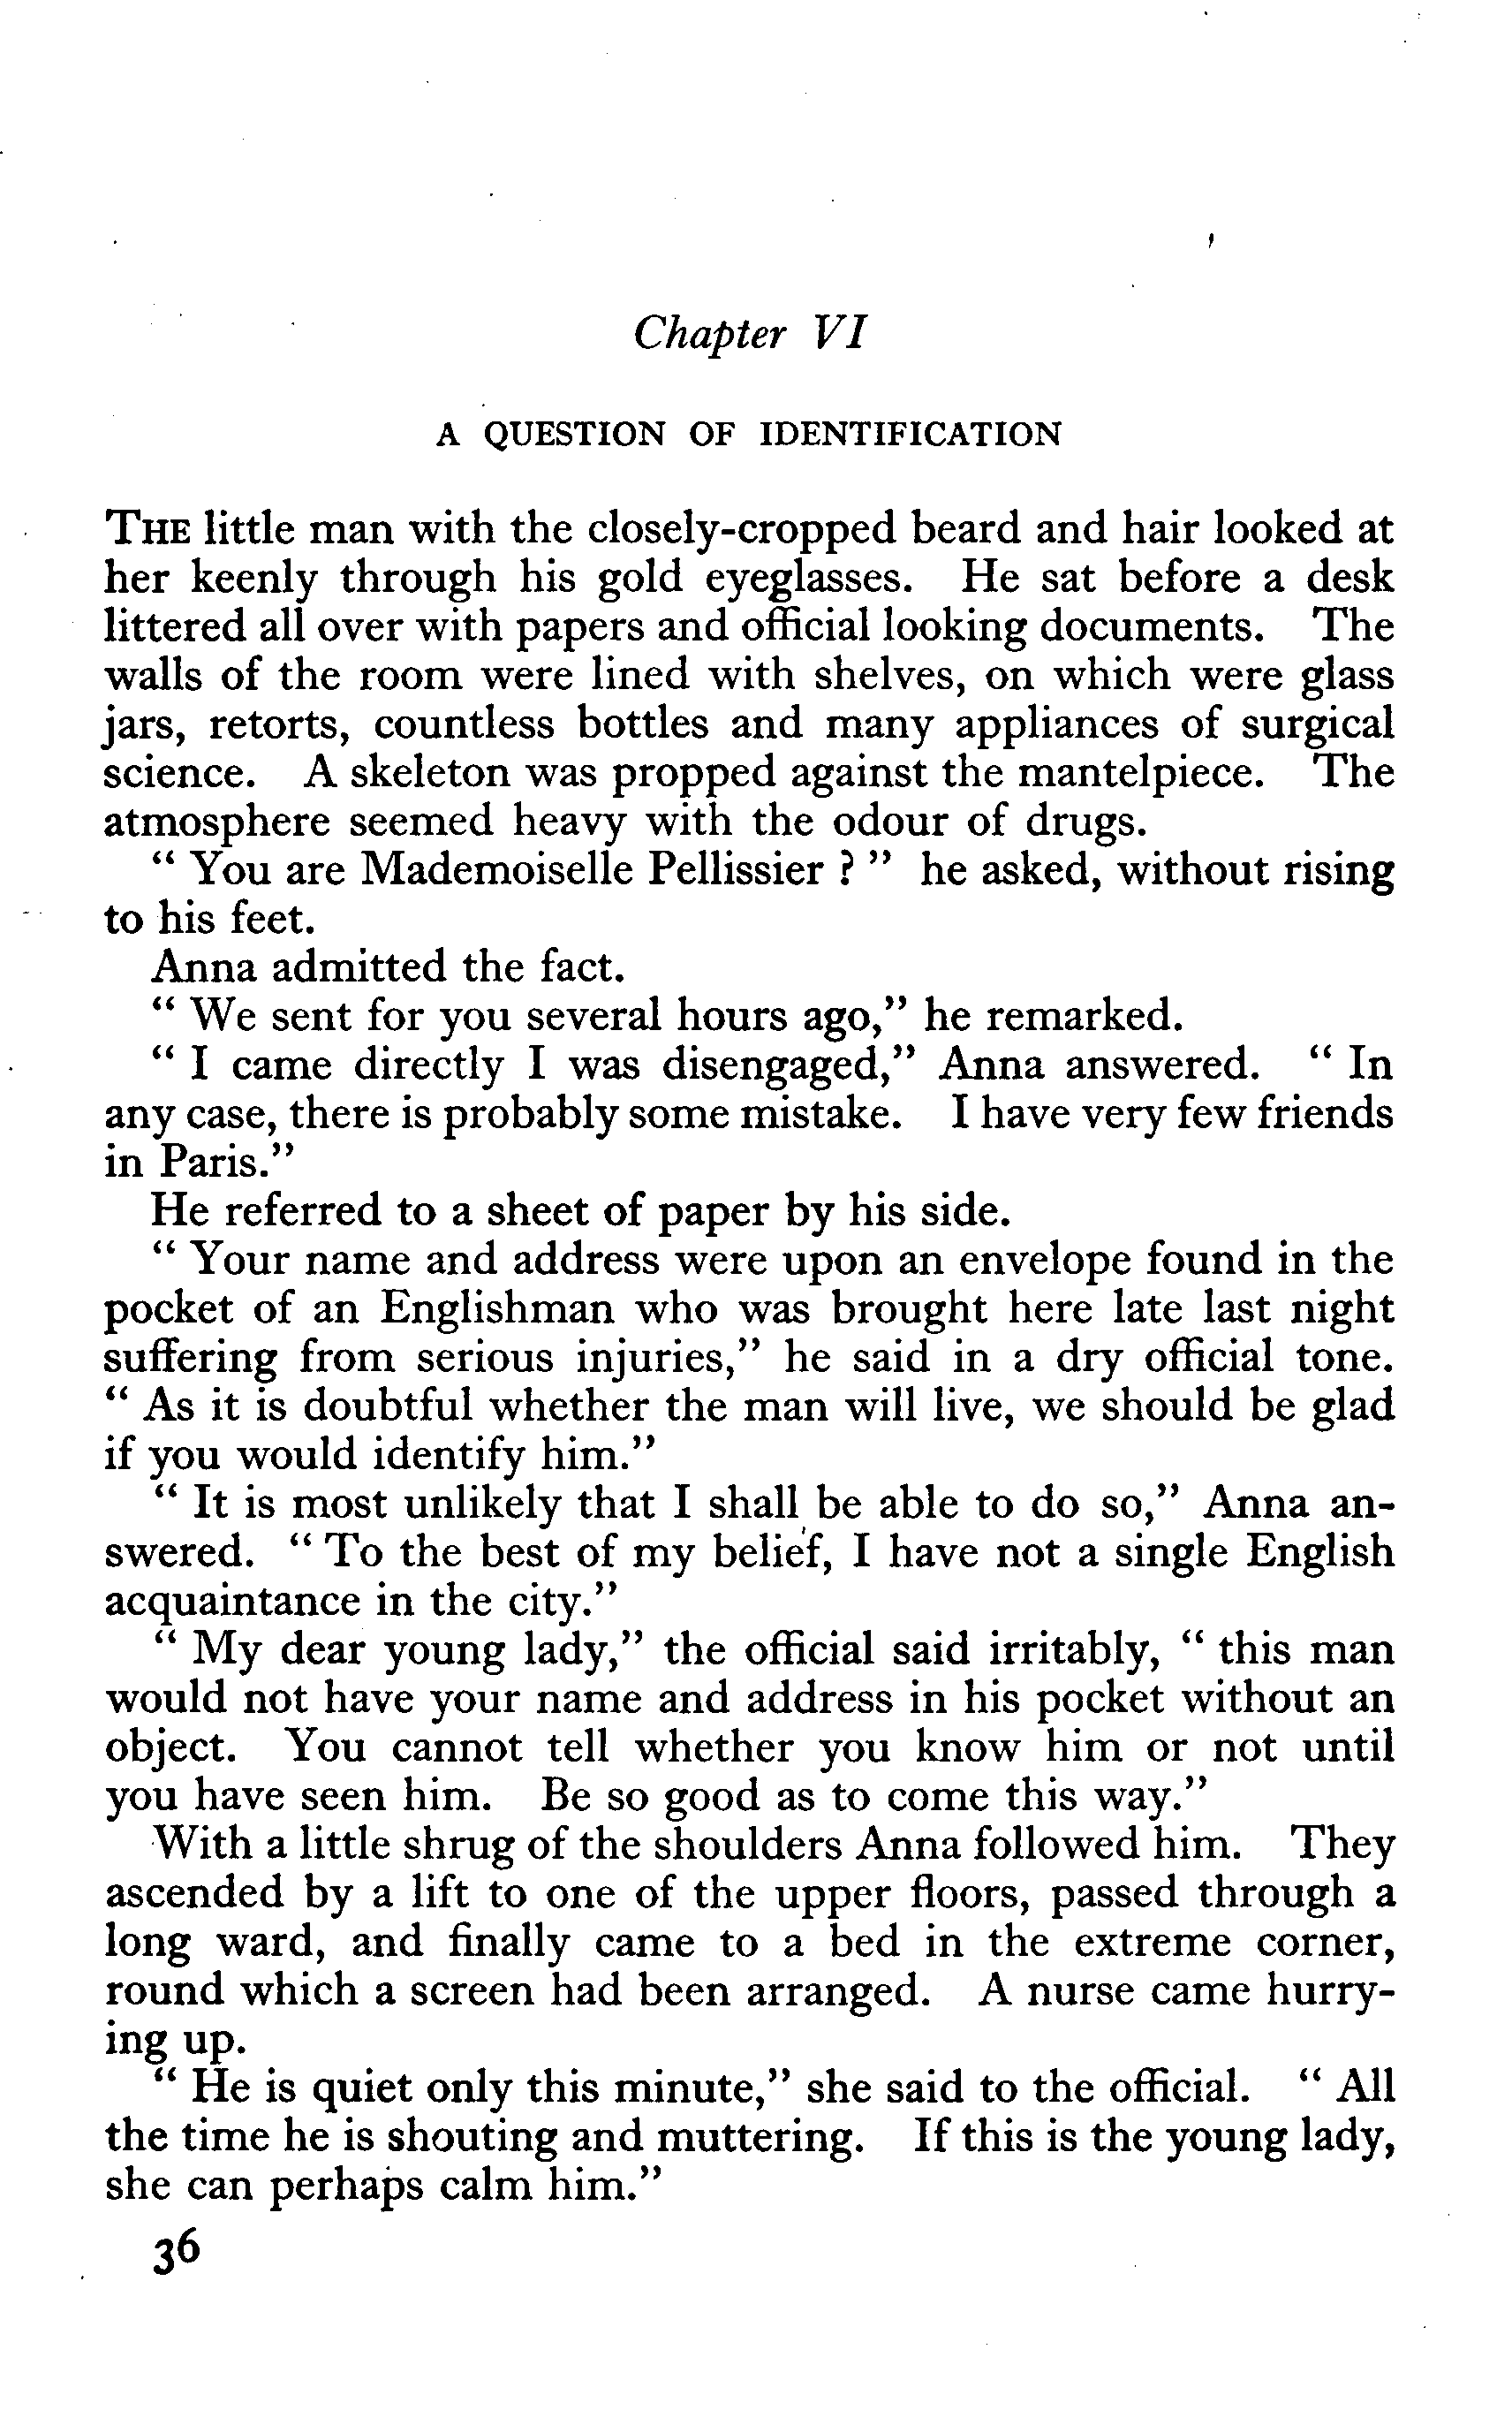 Chapter VI
A QUESTION OF IDENTIFICATION
THE little man with the closely-cropped beard and hair looked at
her keenly through his gold eyeglasses. He sat before a desk
littered all over with papers and official looking documents. The
walls of the room were lined with shelves, on which were glass
jars, retorts, countless bottles and many appliances of surgical
science. A skeleton was propped against the mantelpiece. The
atmosphere seemed heavy with the odour of drugs.
“ You are Mademoiselle Pellissier ? ” he asked, without rising
to his feet.
Anna admitted the fact.
“ We sent for you several hours ago,” he remarked.
“ I came directly I was disengaged,” Anna answered. “ In
any case, there is probably some mistake. I have very few friends
in Paris.”
He referred to a sheet of paper by his side.
“ Your name and address were upon an envelope found in the
pocket of an Englishman who was brought here late last night
suffering from serious injuries,” he said in a dry official tone.
“ As it is doubtful whether the man will live, we should be glad
if you would identify him.”
“ It is most unlikely that I shall be able to do so,” Anna an-
swered. “ To the best of my belief, I have not a single English
acquaintance in the city.”
“ My dear young lady,” the official said irritably, “ this man
would not have your name and address in his pocket without an
object. You cannot tell whether you know him or not until
you have seen him. Be so good as to come this way.”
With a little shrug of the shoulders Anna followed him. They
ascended by a lift to one of the upper floors, passed through a
long ward, and finally came to a bed in the extreme corner,
round which a screen had been arranged. A nurse came hurry-
ing up.
“ He is quiet only this minute,” she said to the official. “ All
the time he is shouting and muttering. If this is the young lady,
she can perhaps calm him.”
36